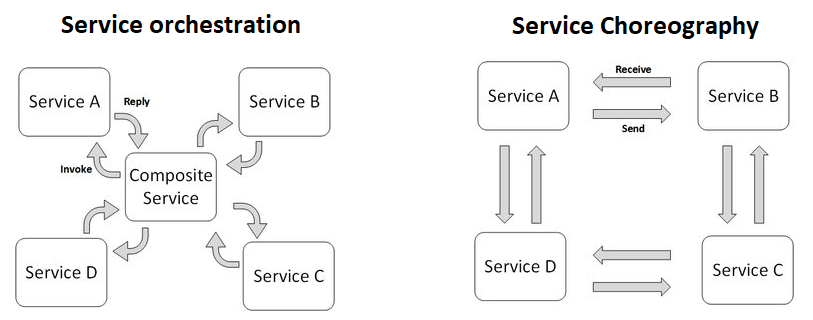 Service orchestration
Service A
Reply
Service B
Invoke
Composite
Service
Service D
Service C
Service Choreography
Service A
Receive
Send
Service B
Service D
Service C